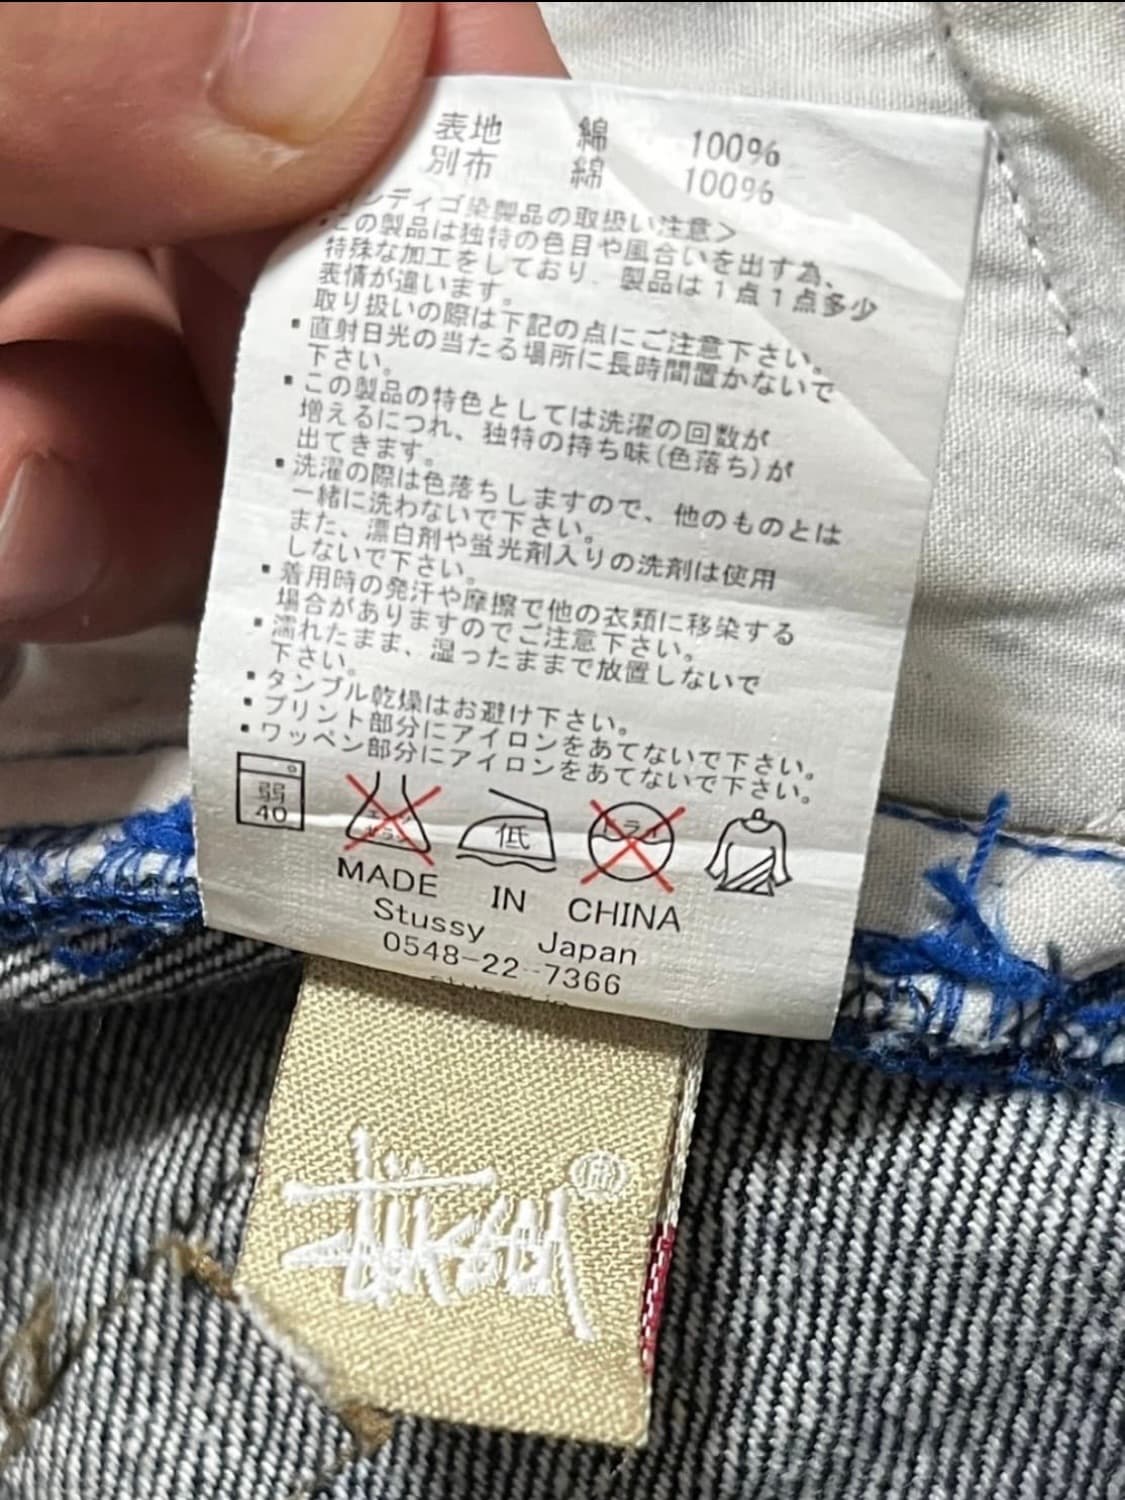 表地 綿 100%
別布 綿 100%
ンディゴ染製品の取扱い注意>
この製品は独特の色目や風合いを出す為、
特殊な加工をしており、製品は1点1点多少
表情が違います。
取り扱いの際は下記の点にご注意下さい。
▪直射日光の当たる場所に長時間置かないで
下さい。
▪この製品の特色としては洗濯の回数が
増えるにつれ、独特の持ち味(色落ち)が
出てきます。
▪洗濯の際は色落ちしますので、他のものとは
一緒に洗わないで下さい。
また、漂白剤や蛍光剤入りの洗剤は使用
しないで下さい。
▪着用時の発汗や摩擦で他の衣類に移染する
場合がありますのでご注意下さい。
▪濡れたまま、湿ったままで放置しないで
下さい。
▪タンブル乾燥はお避け下さい。
▪プリント部分にアイロンをあてないで下さい。
▪ワッペン部分にアイロンをあてないで下さい。
弱
40
エンソ
サラシ
低
ドライ
MADE IN CHINA
Stussy Japan
0548-22-7366
Stüssy